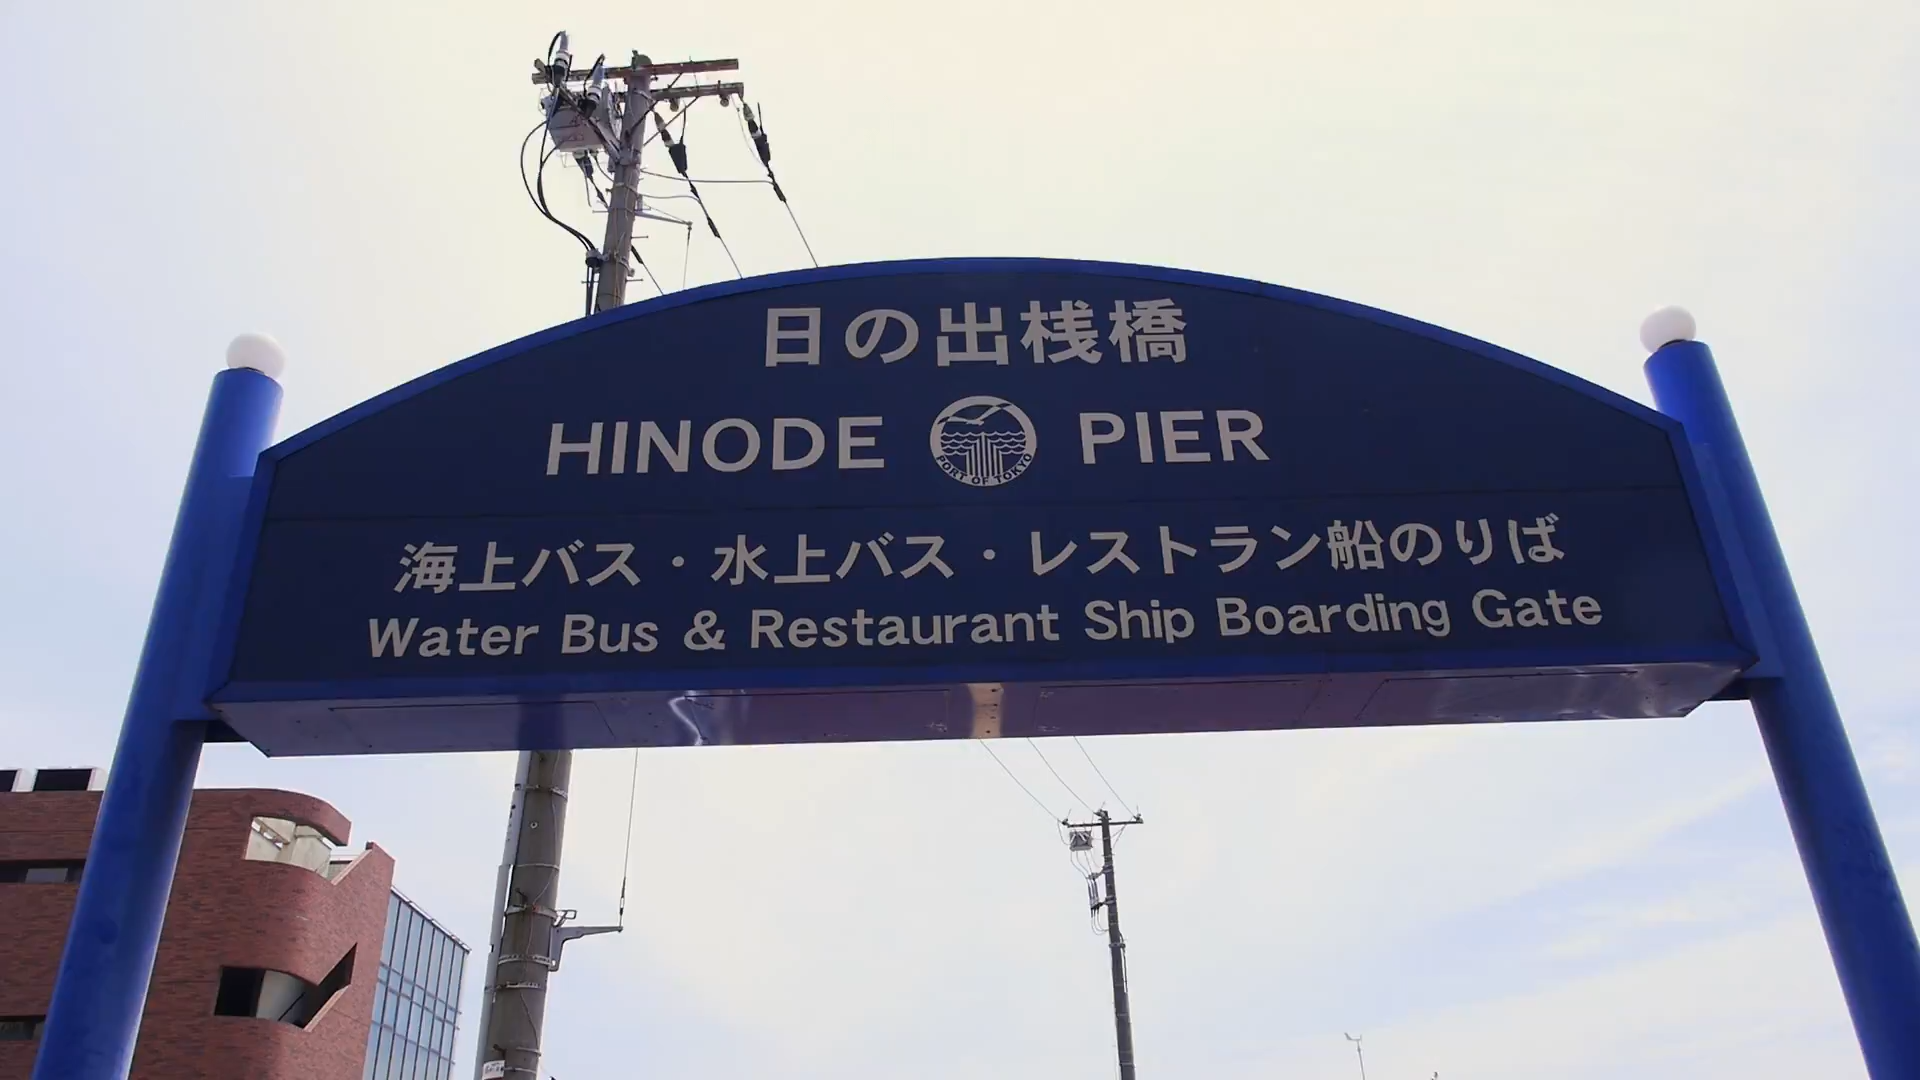 日の出桟橋
HINODE PIER
PORT OF TOKYO
海上バス・水上バス・レストラン船のりば
Water Bus & Restaurant Ship Boarding Gate